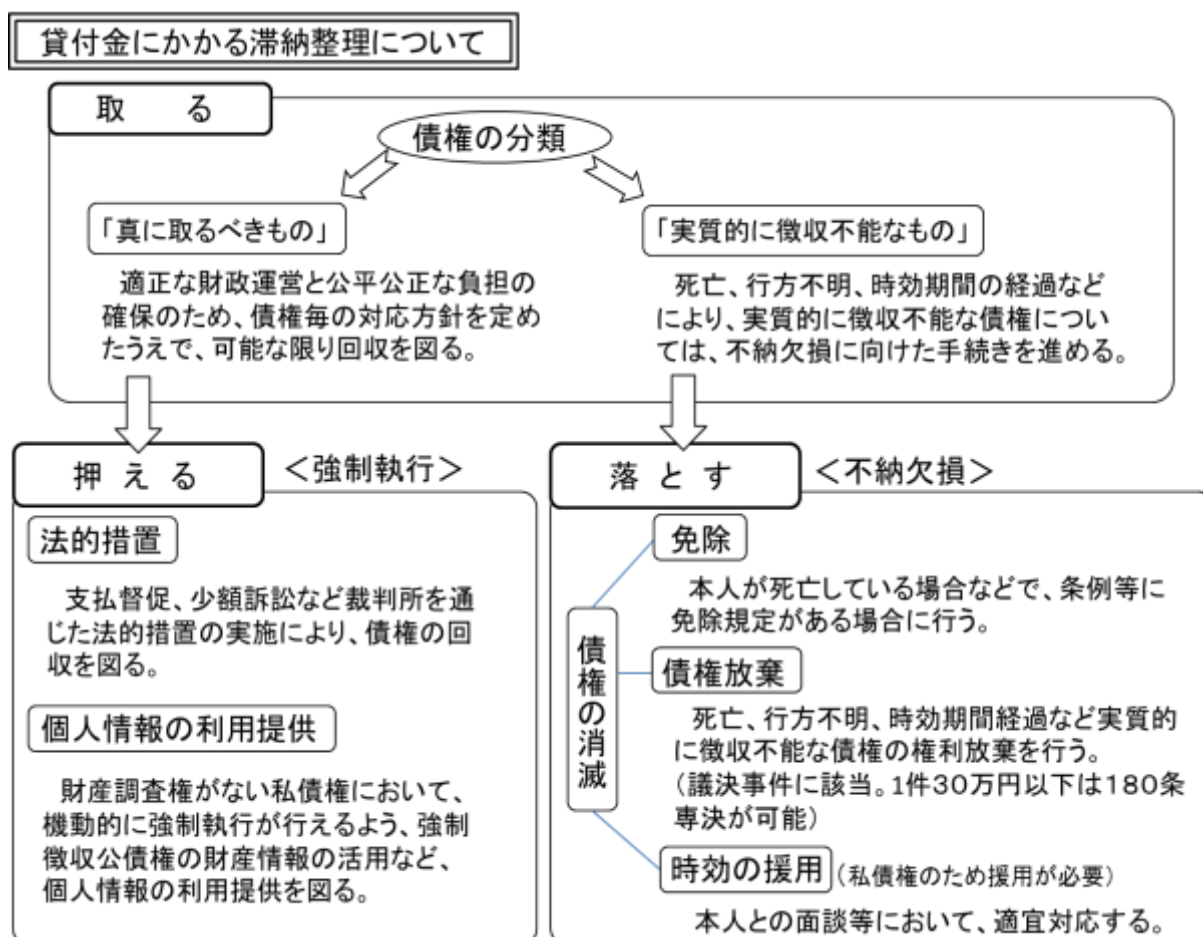 貸付金にかかる滞納整理について
取　る
債権の分類
「真に取るべきもの」
適正な財政運営と公平公正な負担の
確保のため、債権毎の対応方針を定め
たうえで、可能な限り回収を図る。
「実質的に徴収不能なもの」
死亡、行方不明、時効期間の経過など
により、実質的に徴収不能な債権につい
ては、不納欠損に向けた手続きを進める。
押 え る
＜強制執行＞
法的措置
支払督促、少額訴訟など裁判所を通
じた法的措置の実施により、債権の回
収を図る。
個人情報の利用提供
財産調査権がない私債権において、
機動的に強制執行が行えるよう、強制
徴収公債権の財産情報の活用など、
個人情報の利用提供を図る。
落 と す
＜不納欠損＞
債権の消滅
免除
本人が死亡している場合などで、条例等に
免除規定がある場合に行う。
債権放棄
死亡、行方不明、時効期間経過など実質的
に徴収不能な債権の権利放棄を行う。
（議決事件に該当。1件30万円以下は180条
専決が可能）
時効の援用（私債権のため援用が必要）
本人との面談等において、適宜対応する。